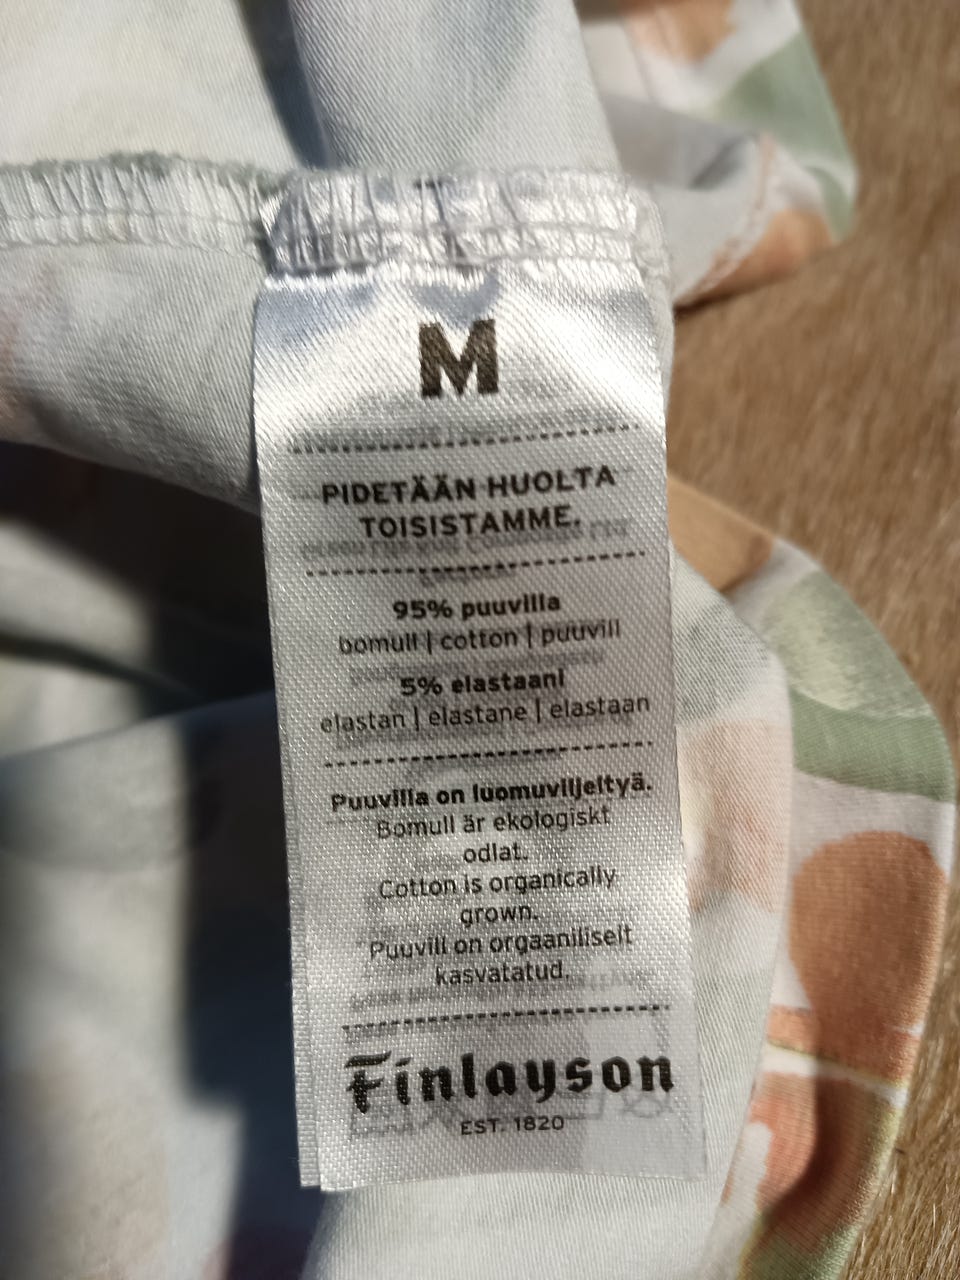 M
PIDETÄÄN HUOLTA
TOISISTAMME.
95% puuvilla
bomull | cotton | puuvill
5% elastaani
elastan | elastane | elastaan
Puuvilla on luomuviljeltyä.
Bomull är ekologiskt
odlat.
Cotton is organically
grown.
Puuvill on orgaaniliselt
kasvatatud.
Finlayson
EST. 1820